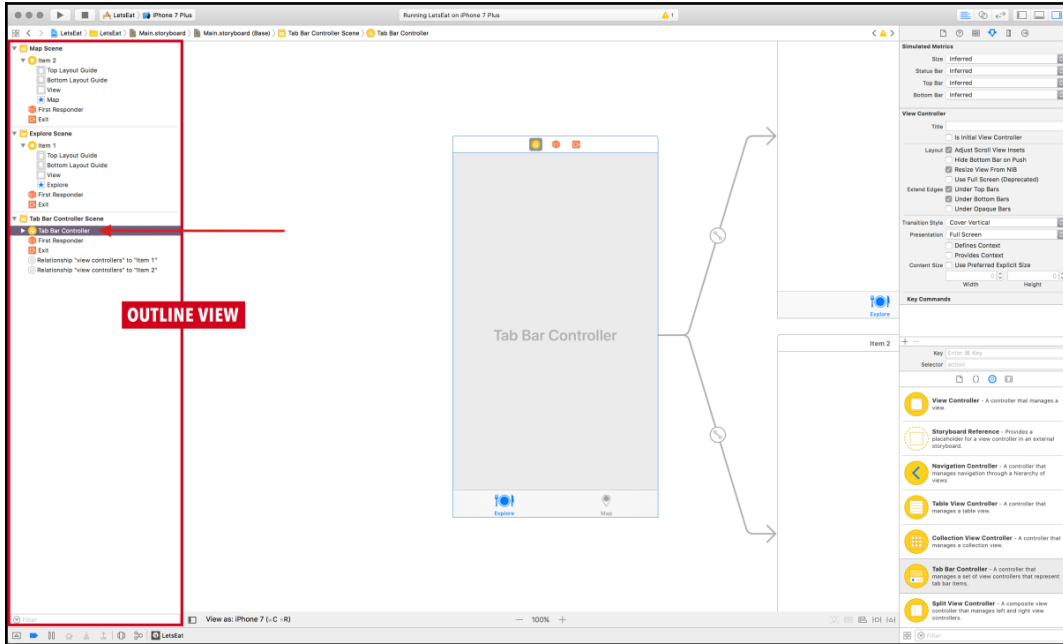 LetsEat
iPhone 7 Plus
Running LetsEat on iPhone 7 Plus
1
LetsEat
LetsEat
Main.storyboard
Main.storyboard (Base)
Tab Bar Controller Scene
Tab Bar Controller
Map Scene
Item 2
Top Layout Guide
Bottom Layout Guide
View
Map
First Responder
Exit
Explore Scene
Item 1
Top Layout Guide
Bottom Layout Guide
View
Explore
First Responder
Exit
Tab Bar Controller Scene
Tab Bar Controller
First Responder
Exit
Relationship "view controllers" to "Item 1"
Relationship "view controllers" to "Item 2"
OUTLINE VIEW
Filter
Tab Bar Controller
Explore
Map
Explore
Item 2
View as: iPhone 7 (wC hR)
— 100% +
LetsEat
Simulated Metrics
Size Inferred
Status Bar Inferred
Top Bar Inferred
Bottom Bar Inferred
View Controller
Title
Is Initial View Controller
Layout Adjust Scroll View Insets
Hide Bottom Bar on Push
Resize View From NIB
Use Full Screen (Deprecated)
Extend Edges Under Top Bars
Under Bottom Bars
Under Opaque Bars
Transition Style Cover Vertical
Presentation Full Screen
Defines Context
Provides Context
Content Size Use Preferred Explicit Size
0 0
Width Height
Key Commands
+ —
Key Enter ⌘ Key
Selector action
View Controller - A controller that manages a
view.
Storyboard Reference - Provides a
placeholder for a view controller in an external
storyboard.
Navigation Controller - A controller that
manages navigation through a hierarchy of
views.
Table View Controller - A controller that
manages a table view.
Collection View Controller - A controller that
manages a collection view.
Tab Bar Controller - A controller that
manages a set of view controllers that represent
tab bar items.
Split View Controller - A composite view
controller that manages left and right view
controllers.
Filter